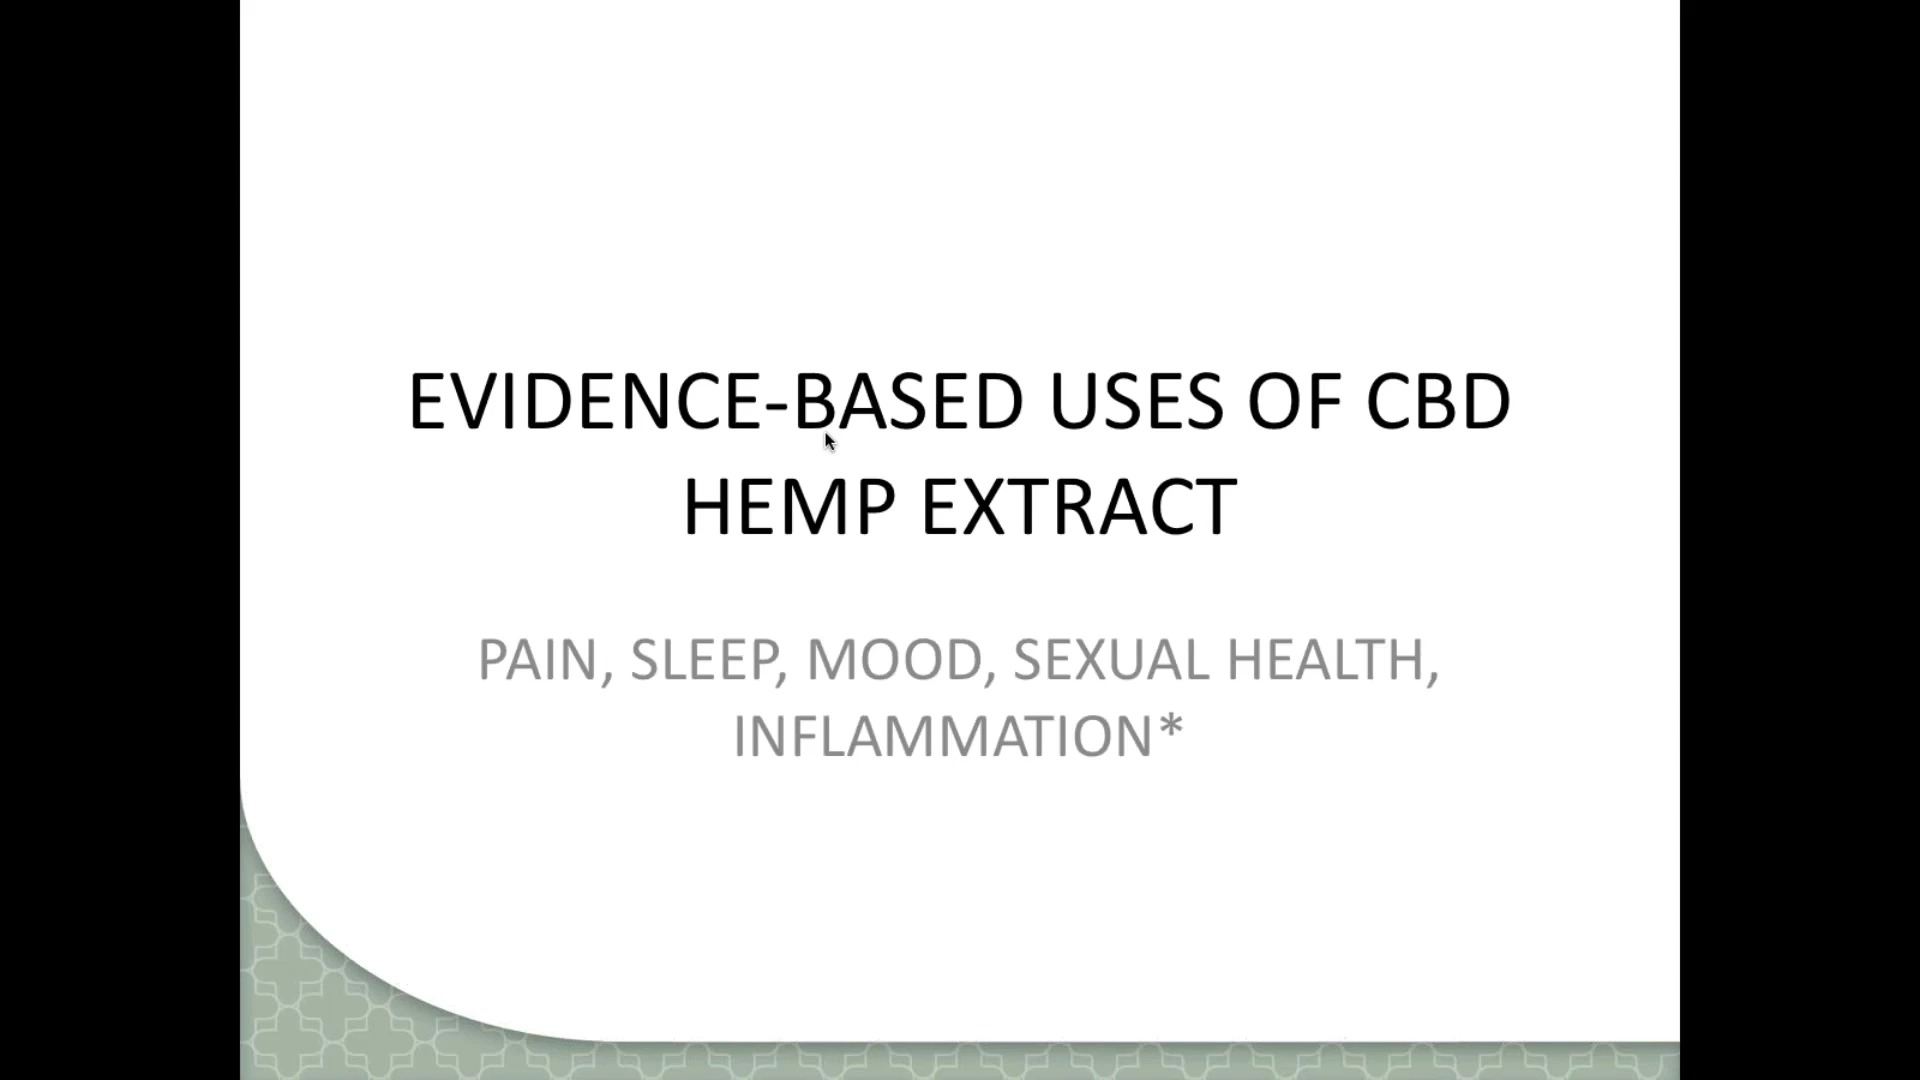 EVIDENCE-BASED USES OF CBD
HEMP EXTRACT
PAIN, SLEEP, MOOD, SEXUAL HEALTH,
INFLAMMATION*